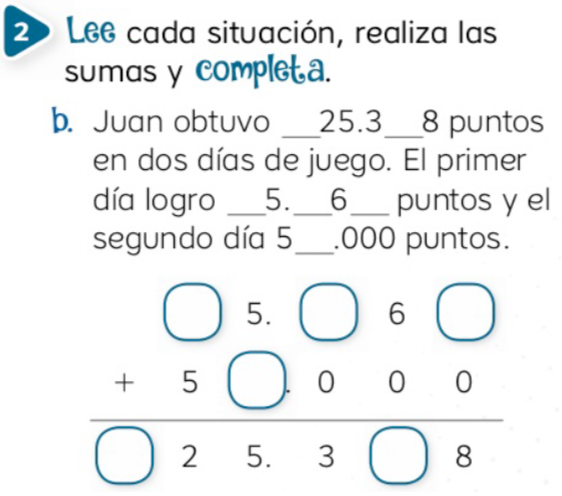 2 Lee cada situación, realiza las
sumas y completa.
b. Juan obtuvo ___25.3___8 puntos
en dos días de juego. El primer
día logro ___5.___6___ puntos y el
segundo día 5___.000 puntos.
5. 6
+ 5 . 0 0 0
2 5. 3 8